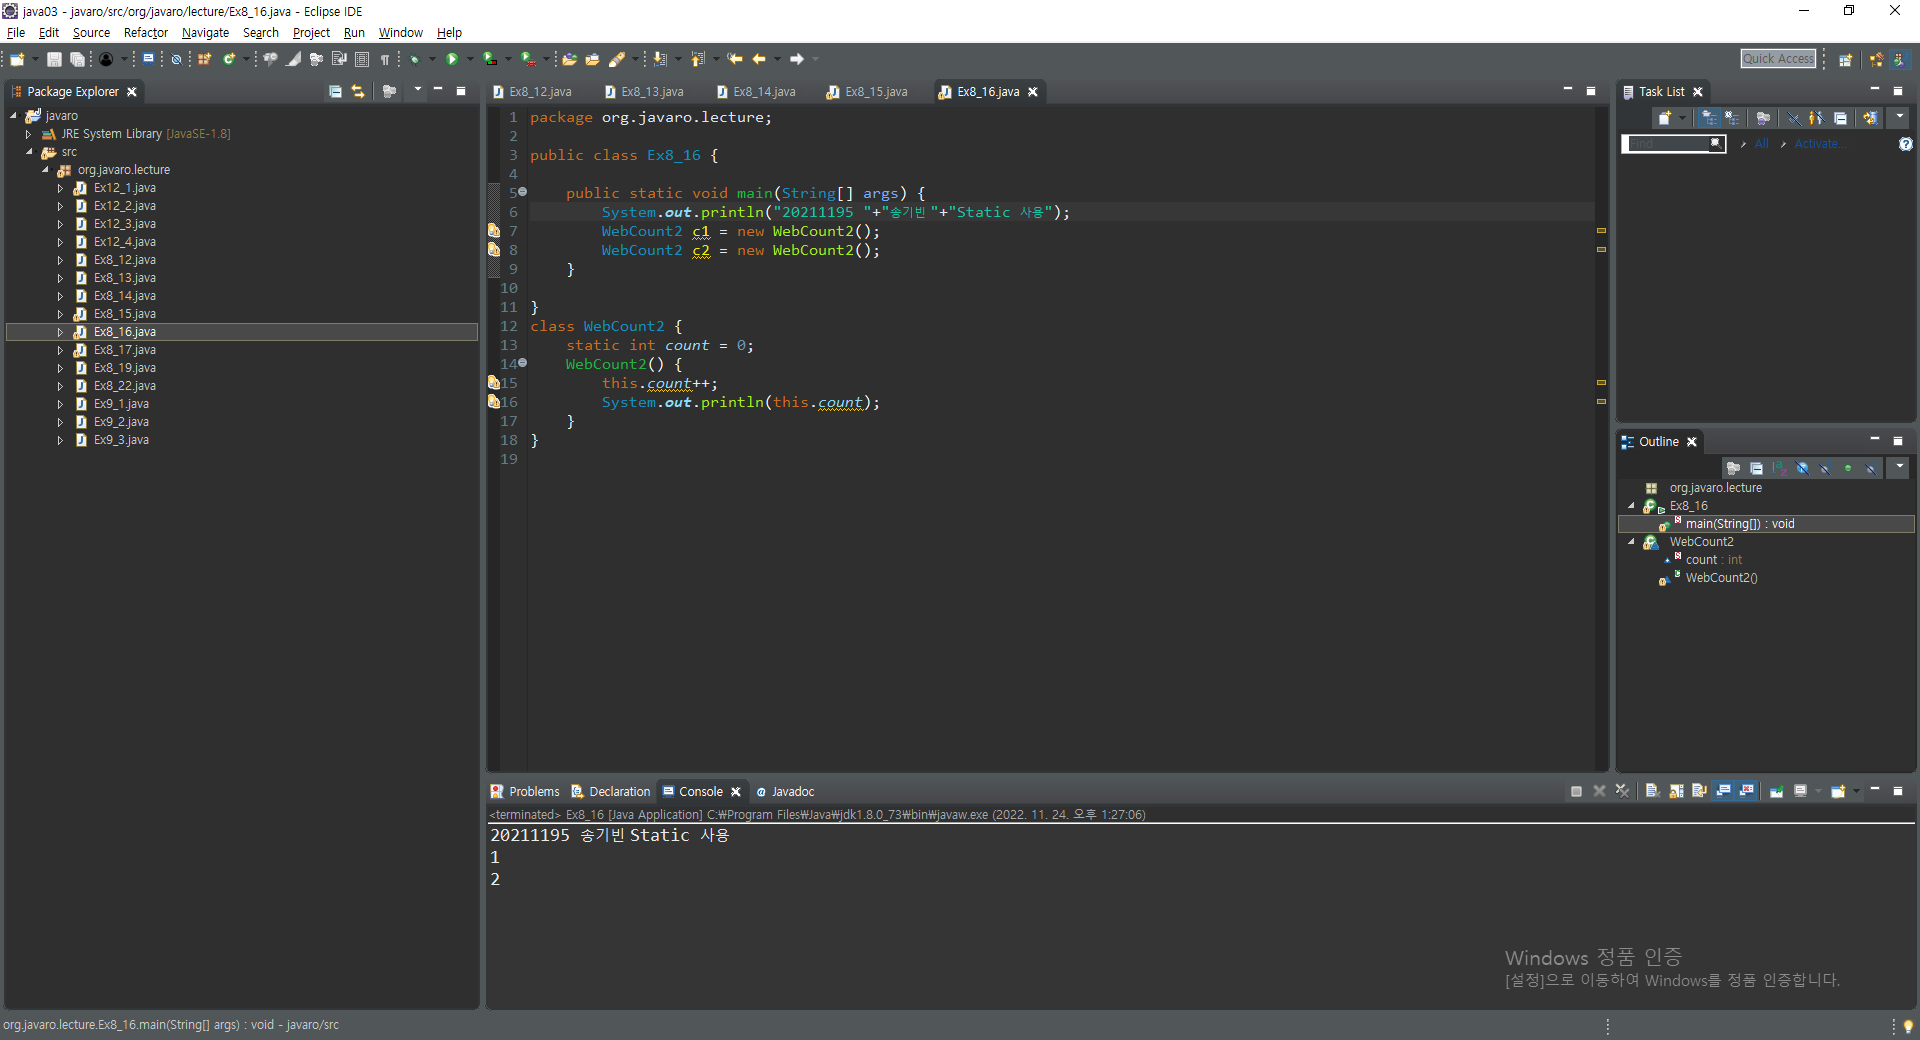 java03 - javaro/src/org/javaro/lecture/Ex8_16.java - Eclipse IDE
File Edit Source Refactor Navigate Search Project Run Window Help
Quick Access
Package Explorer
javaro
JRE System Library [JavaSE-1.8]
src
org.javaro.lecture
Ex12_1.java
Ex12_2.java
Ex12_3.java
Ex12_4.java
Ex8_12.java
Ex8_13.java
Ex8_14.java
Ex8_15.java
Ex8_16.java
Ex8_17.java
Ex8_19.java
Ex8_22.java
Ex9_1.java
Ex9_2.java
Ex9_3.java
Ex8_12.java Ex8_13.java Ex8_14.java Ex8_15.java Ex8_16.java
1 package org.javaro.lecture;
2
3 public class Ex8_16 {
4
5 public static void main(String[] args) {
6 System.out.println("20211195 "+"송기빈 "+"Static 사용");
7 WebCount2 c1 = new WebCount2();
8 WebCount2 c2 = new WebCount2();
9 }
10
11 }
12 class WebCount2 {
13 static int count = 0;
14 WebCount2() {
15 this.count++;
16 System.out.println(this.count);
17 }
18 }
19
Task List
Find All Activate...
Outline
org.javaro.lecture
Ex8_16
main(String[]) : void
WebCount2
count : int
WebCount2()
Problems Declaration Console Javadoc
<terminated> Ex8_16 [Java Application] C:₩Program Files₩Java₩jdk1.8.0_73₩bin₩javaw.exe (2022. 11. 24. 오후 1:27:06)
20211195 송기빈 Static 사용
1
2
Windows 정품 인증
[설정]으로 이동하여 Windows를 정품 인증합니다.
org.javaro.lecture.Ex8_16.main(String[] args) : void - javaro/src